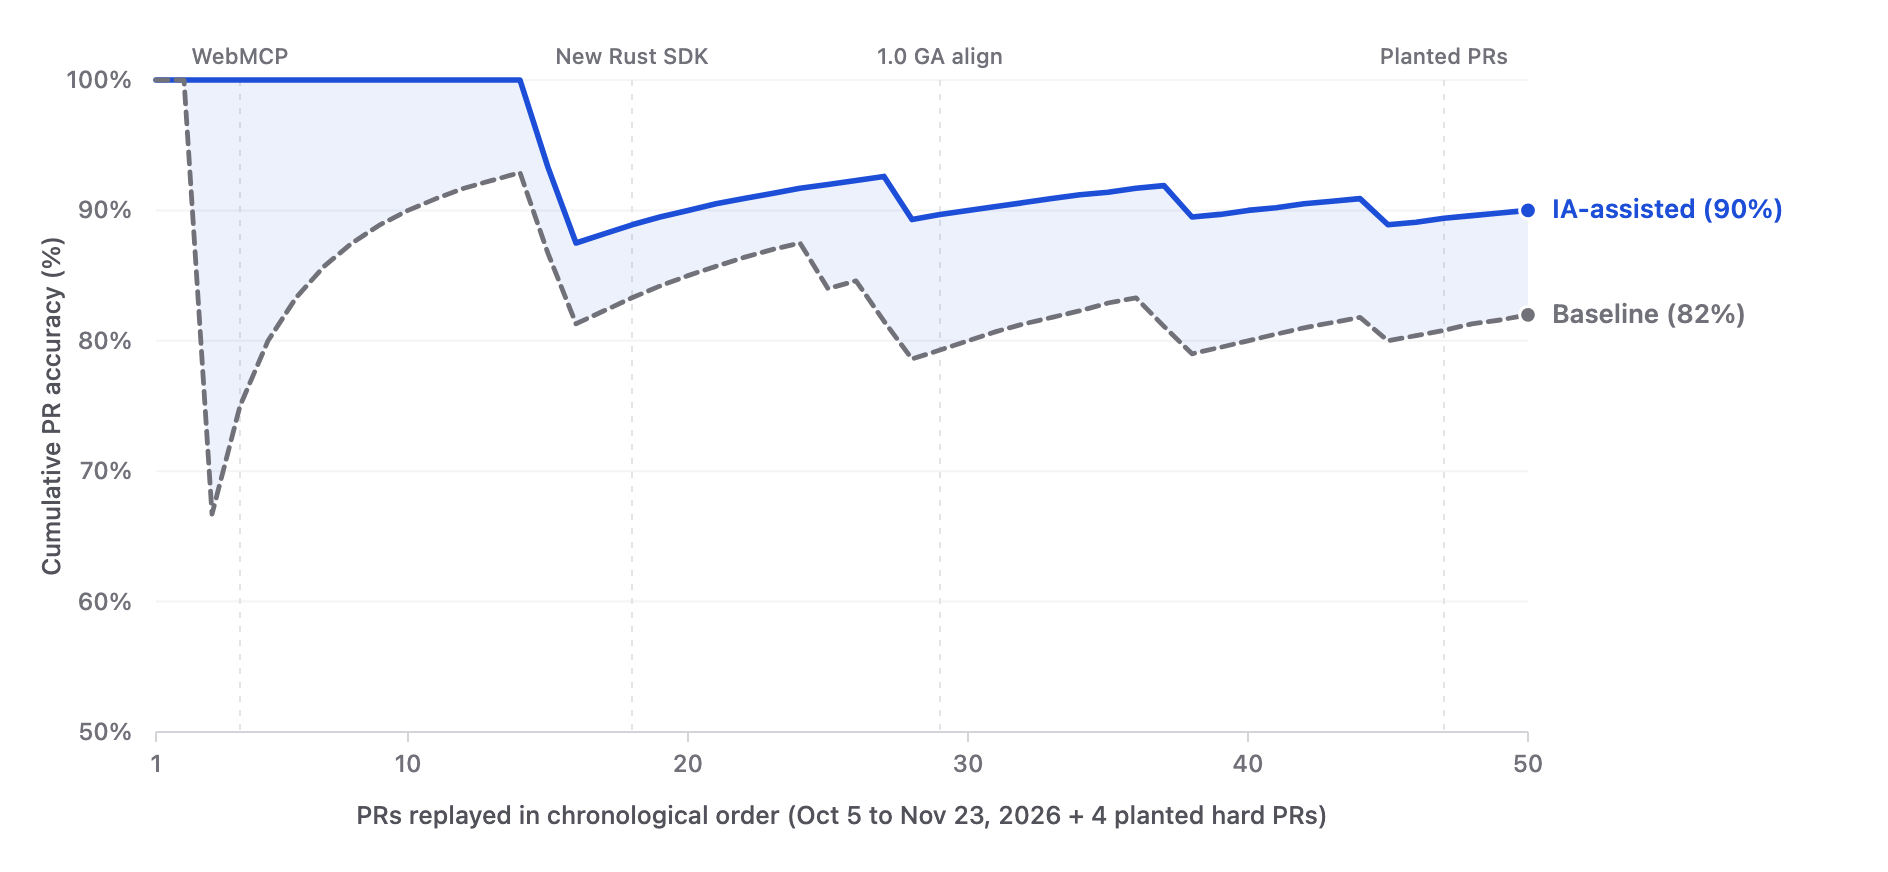 WebMCP
New Rust SDK
1.0 GA align
Planted PRs
100%
90%
80%
70%
60%
50%
Cumulative PR accuracy (%)
IA-assisted (90%)
Baseline (82%)
1
10
20
30
40
50
PRs replayed in chronological order (Oct 5 to Nov 23, 2026 + 4 planted hard PRs)